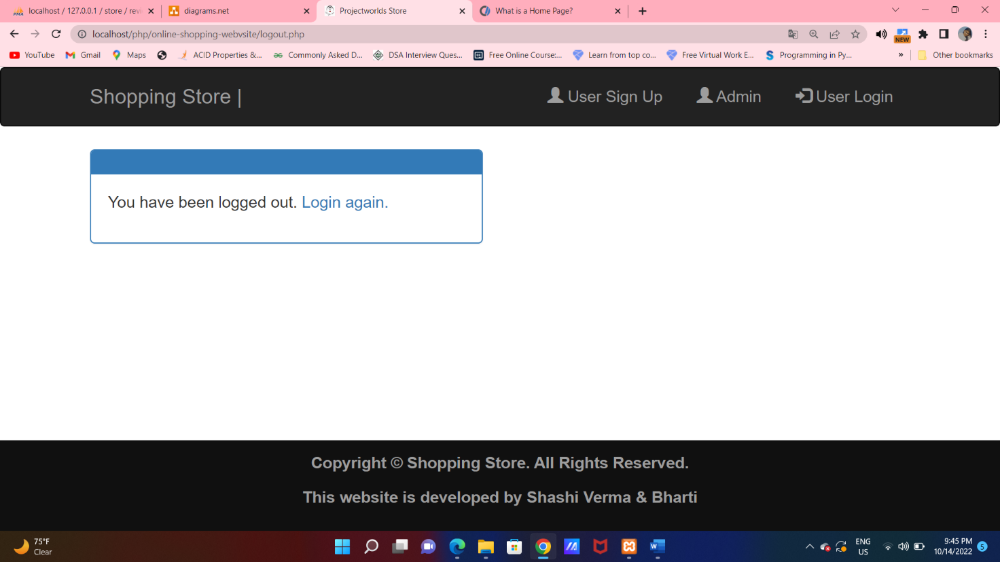 localhost / 127.0.0.1 / store / revi
diagrams.net
Projectworlds Store
What is a Home Page?
localhost/php/online-shopping-webvsite/logout.php
NEW
YouTube
Gmail
Maps
ACID Properties &...
Commonly Asked D...
DSA Interview Ques...
Free Online Course:...
Learn from top co...
Free Virtual Work E...
Programming in Py...
»
Other bookmarks
Shopping Store |
User Sign Up
Admin
User Login
You have been logged out. Login again.
Copyright © Shopping Store. All Rights Reserved.
This website is developed by Shashi Verma & Bharti
75°F
Clear
ENG
US
9:45 PM
10/14/2022
5